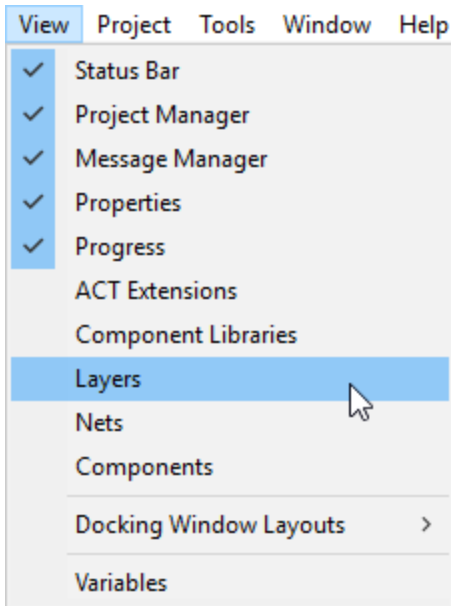 View Project Tools Window Help
Status Bar
Project Manager
Message Manager
Properties
Progress
ACT Extensions
Component Libraries
Layers
Nets
Components
Docking Window Layouts
Variables